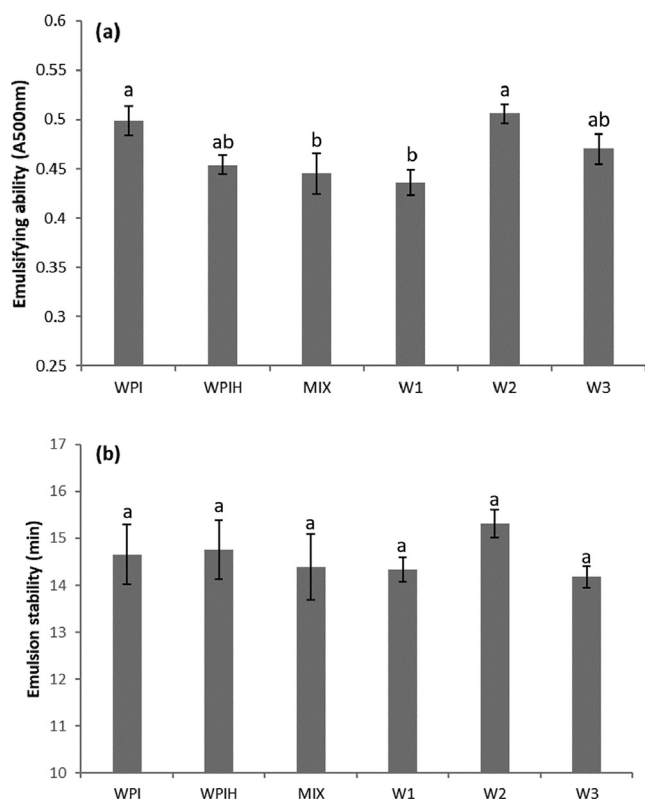 (a)
Emulsifying ability (A500nm)
0.6
0.55
0.5
0.45
0.4
0.35
0.3
0.25
a
ab
b
b
a
ab
WPI WPIH MIX W1 W2 W3
(b)
Emulsion stability (min)
17
16
15
14
13
12
11
10
a
a
a
a
a
a
WPI WPIH MIX W1 W2 W3